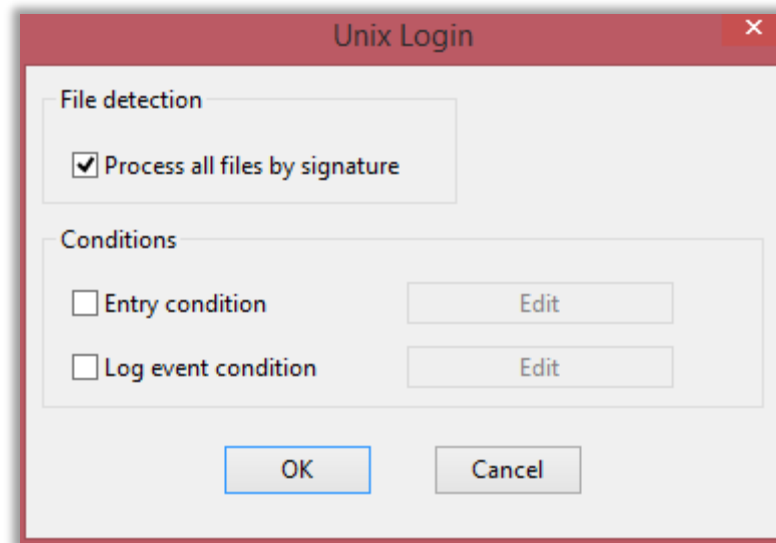 Unix Login
File detection
Process all files by signature
Conditions
Entry condition Edit
Log event condition Edit
OK Cancel